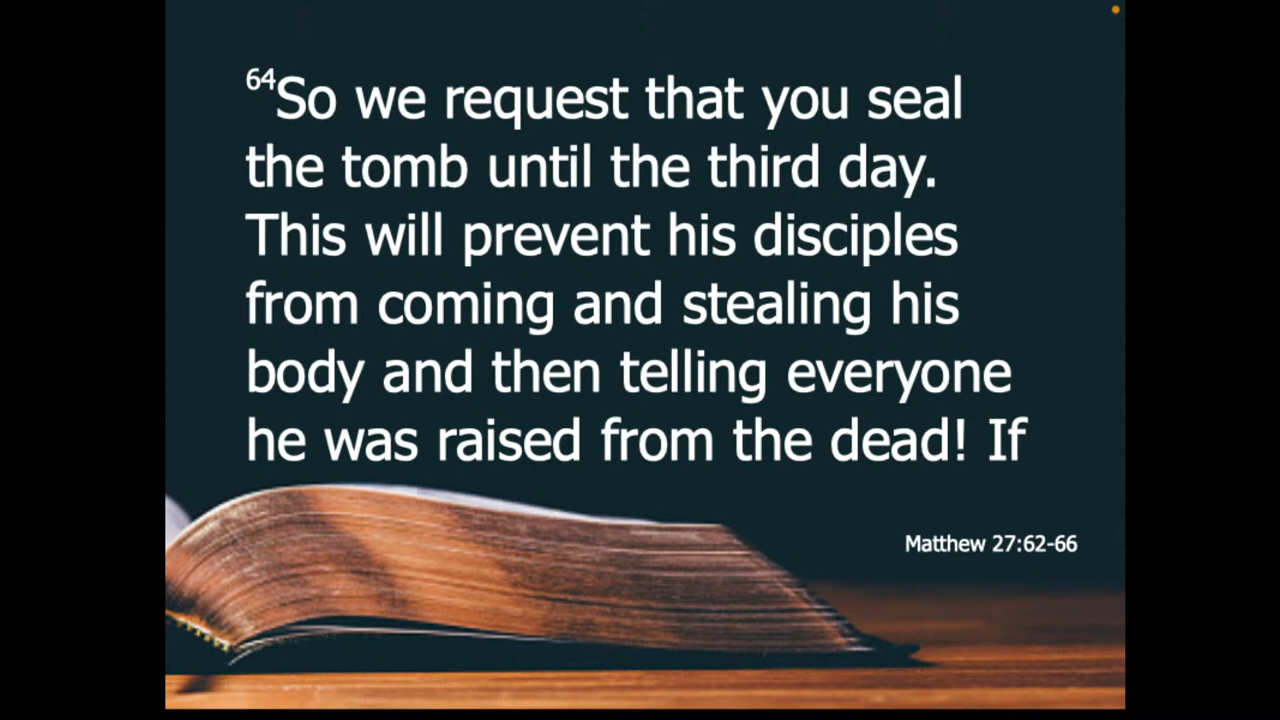 64So we request that you seal
the tomb until the third day.
This will prevent his disciples
from coming and stealing his
body and then telling everyone
he was raised from the dead! If
Matthew 27:62-66